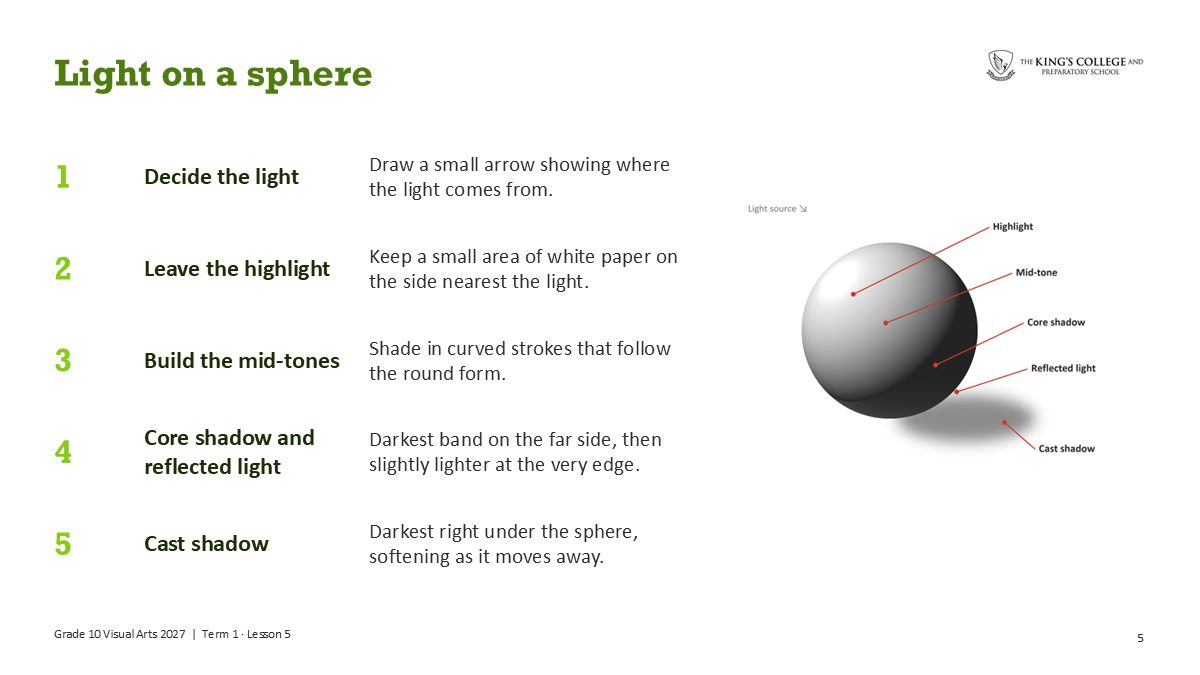 Light on a sphere
THE KING'S COLLEGE AND
PREPARATORY SCHOOL
1
Decide the light
Draw a small arrow showing where
the light comes from.
2
Leave the highlight
Keep a small area of white paper on
the side nearest the light.
3
Build the mid-tones
Shade in curved strokes that follow
the round form.
4
Core shadow and
reflected light
Darkest band on the far side, then
slightly lighter at the very edge.
5
Cast shadow
Darkest right under the sphere,
softening as it moves away.
Light source ↘
Highlight
Mid-tone
Core shadow
Reflected light
Cast shadow
Grade 10 Visual Arts 2027 | Term 1 · Lesson 5
5